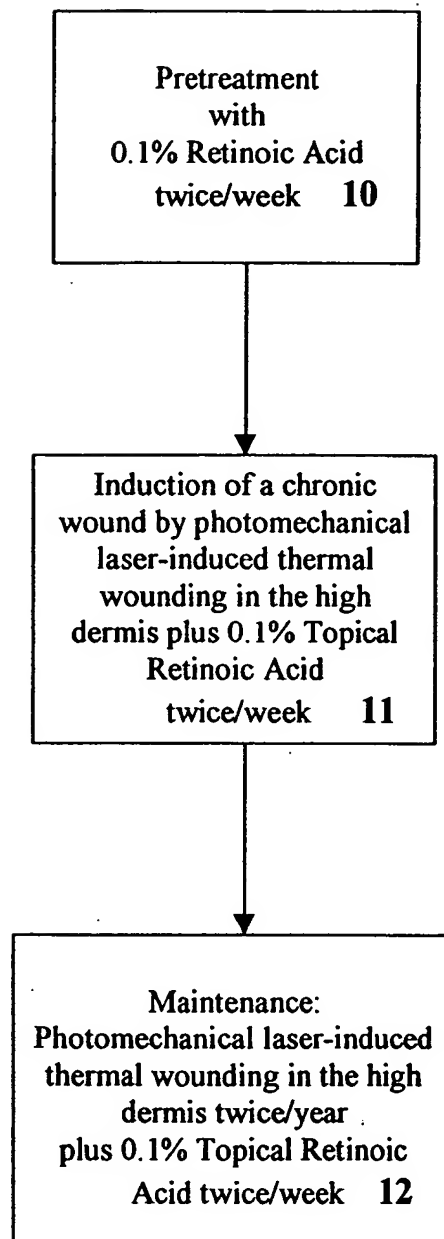 Pretreatment
with
0.1% Retinoic Acid
twice/week 10
Induction of a chronic
wound by photomechanical
laser-induced thermal
wounding in the high
dermis plus 0.1% Topical
Retinoic Acid
twice/week 11
Maintenance:
Photomechanical laser-induced
thermal wounding in the high
dermis twice/year
plus 0.1% Topical Retinoic
Acid twice/week 12